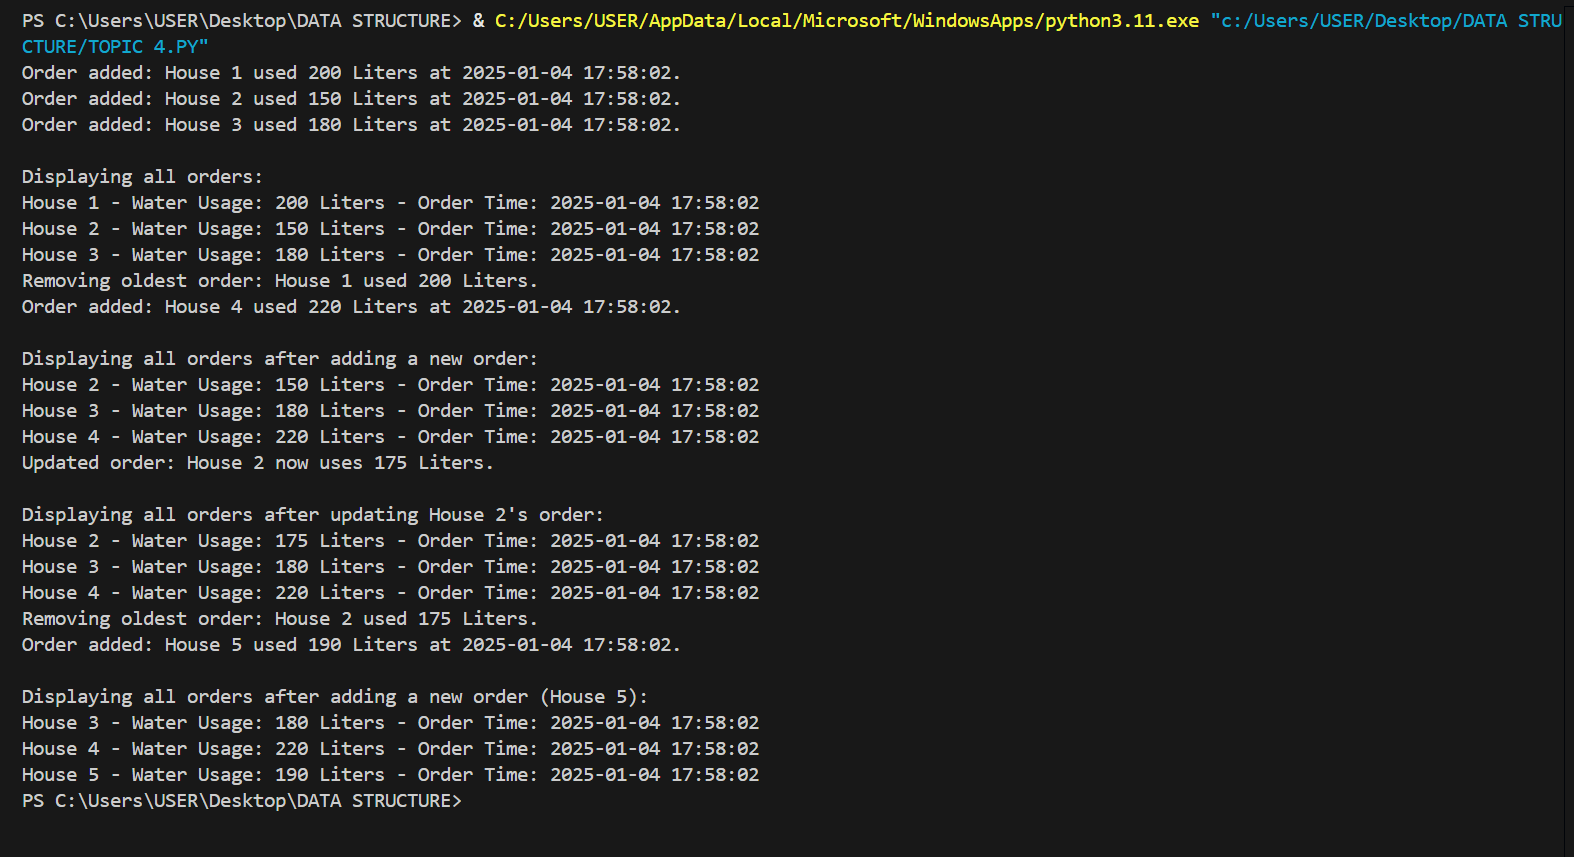 PS C:\Users\USER\Desktop\DATA STRUCTURE> & C:/Users/USER/AppData/Local/Microsoft/WindowsApps/python3.11.exe "c:/Users/USER/Desktop/DATA STRU
CTURE/TOPIC 4.PY"
Order added: House 1 used 200 Liters at 2025-01-04 17:58:02.
Order added: House 2 used 150 Liters at 2025-01-04 17:58:02.
Order added: House 3 used 180 Liters at 2025-01-04 17:58:02.

Displaying all orders:
House 1 - Water Usage: 200 Liters - Order Time: 2025-01-04 17:58:02
House 2 - Water Usage: 150 Liters - Order Time: 2025-01-04 17:58:02
House 3 - Water Usage: 180 Liters - Order Time: 2025-01-04 17:58:02
Removing oldest order: House 1 used 200 Liters.
Order added: House 4 used 220 Liters at 2025-01-04 17:58:02.

Displaying all orders after adding a new order:
House 2 - Water Usage: 150 Liters - Order Time: 2025-01-04 17:58:02
House 3 - Water Usage: 180 Liters - Order Time: 2025-01-04 17:58:02
House 4 - Water Usage: 220 Liters - Order Time: 2025-01-04 17:58:02
Updated order: House 2 now uses 175 Liters.

Displaying all orders after updating House 2's order:
House 2 - Water Usage: 175 Liters - Order Time: 2025-01-04 17:58:02
House 3 - Water Usage: 180 Liters - Order Time: 2025-01-04 17:58:02
House 4 - Water Usage: 220 Liters - Order Time: 2025-01-04 17:58:02
Removing oldest order: House 2 used 175 Liters.
Order added: House 5 used 190 Liters at 2025-01-04 17:58:02.

Displaying all orders after adding a new order (House 5):
House 3 - Water Usage: 180 Liters - Order Time: 2025-01-04 17:58:02
House 4 - Water Usage: 220 Liters - Order Time: 2025-01-04 17:58:02
House 5 - Water Usage: 190 Liters - Order Time: 2025-01-04 17:58:02
PS C:\Users\USER\Desktop\DATA STRUCTURE>